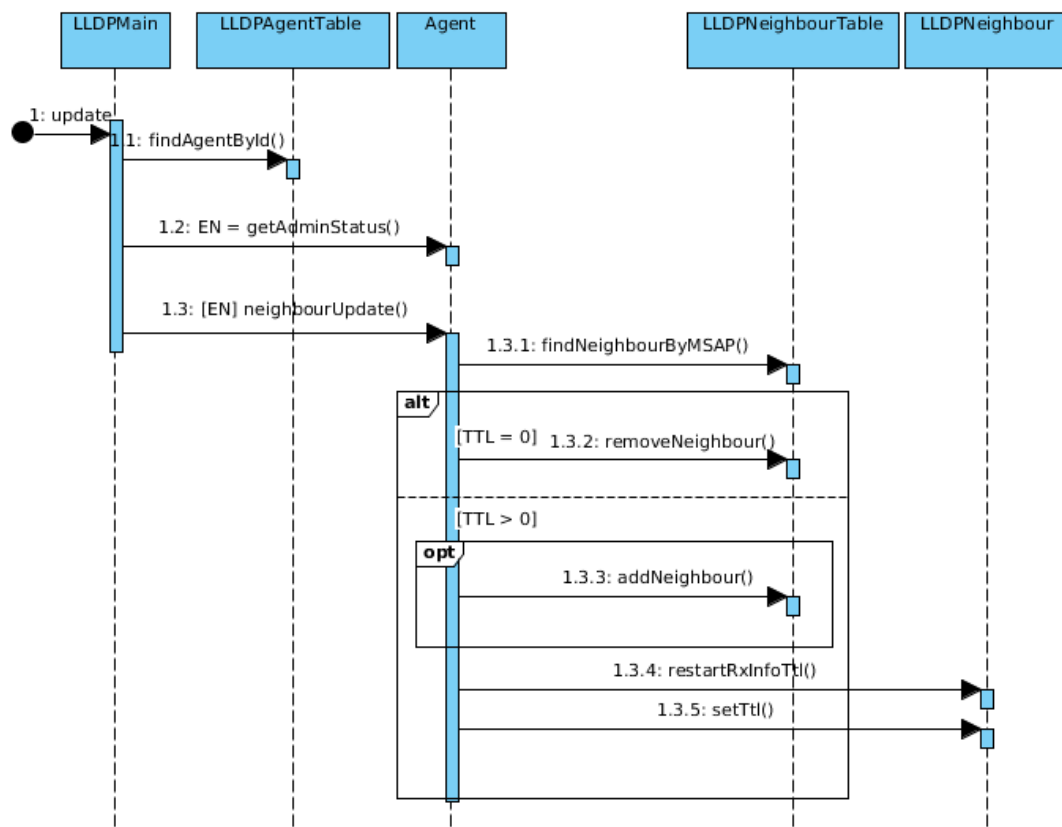 LLDPMain
LLDPAgentTable
Agent
LLDPNeighbourTable
LLDPNeighbour
1: update
1.1: findAgentById()
1.2: EN = getAdminStatus()
1.3: [EN] neighbourUpdate()
1.3.1: findNeighbourByMSAP()
alt
[TTL = 0]
1.3.2: removeNeighbour()
[TTL > 0]
opt
1.3.3: addNeighbour()
1.3.4: restartRxInfoTtl()
1.3.5: setTtl()